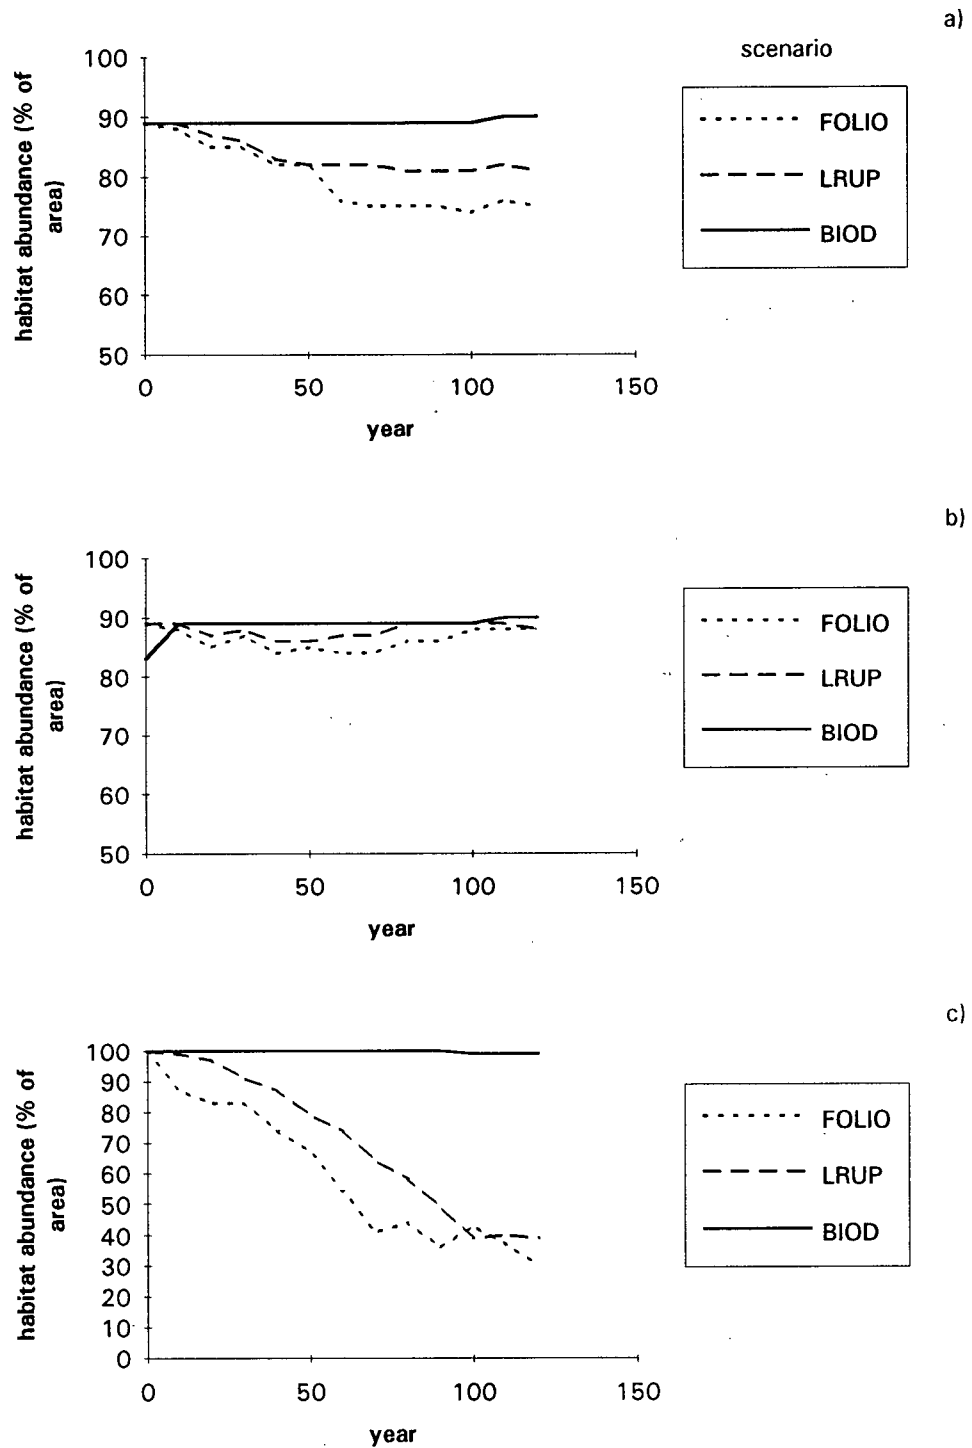 a)
scenario
habitat abundance (% of
area)
100
90
80
70
60
50
0
50
100
150
year
FOLIO
LRUP
BIOD
b)
habitat abundance (% of
area)
100
90
80
70
60
50
0
50
100
150
year
FOLIO
LRUP
BIOD
c)
habitat abundance (% of
area)
100
90
80
70
60
50
40
30
20
10
0
0
50
100
150
year
FOLIO
LRUP
BIOD